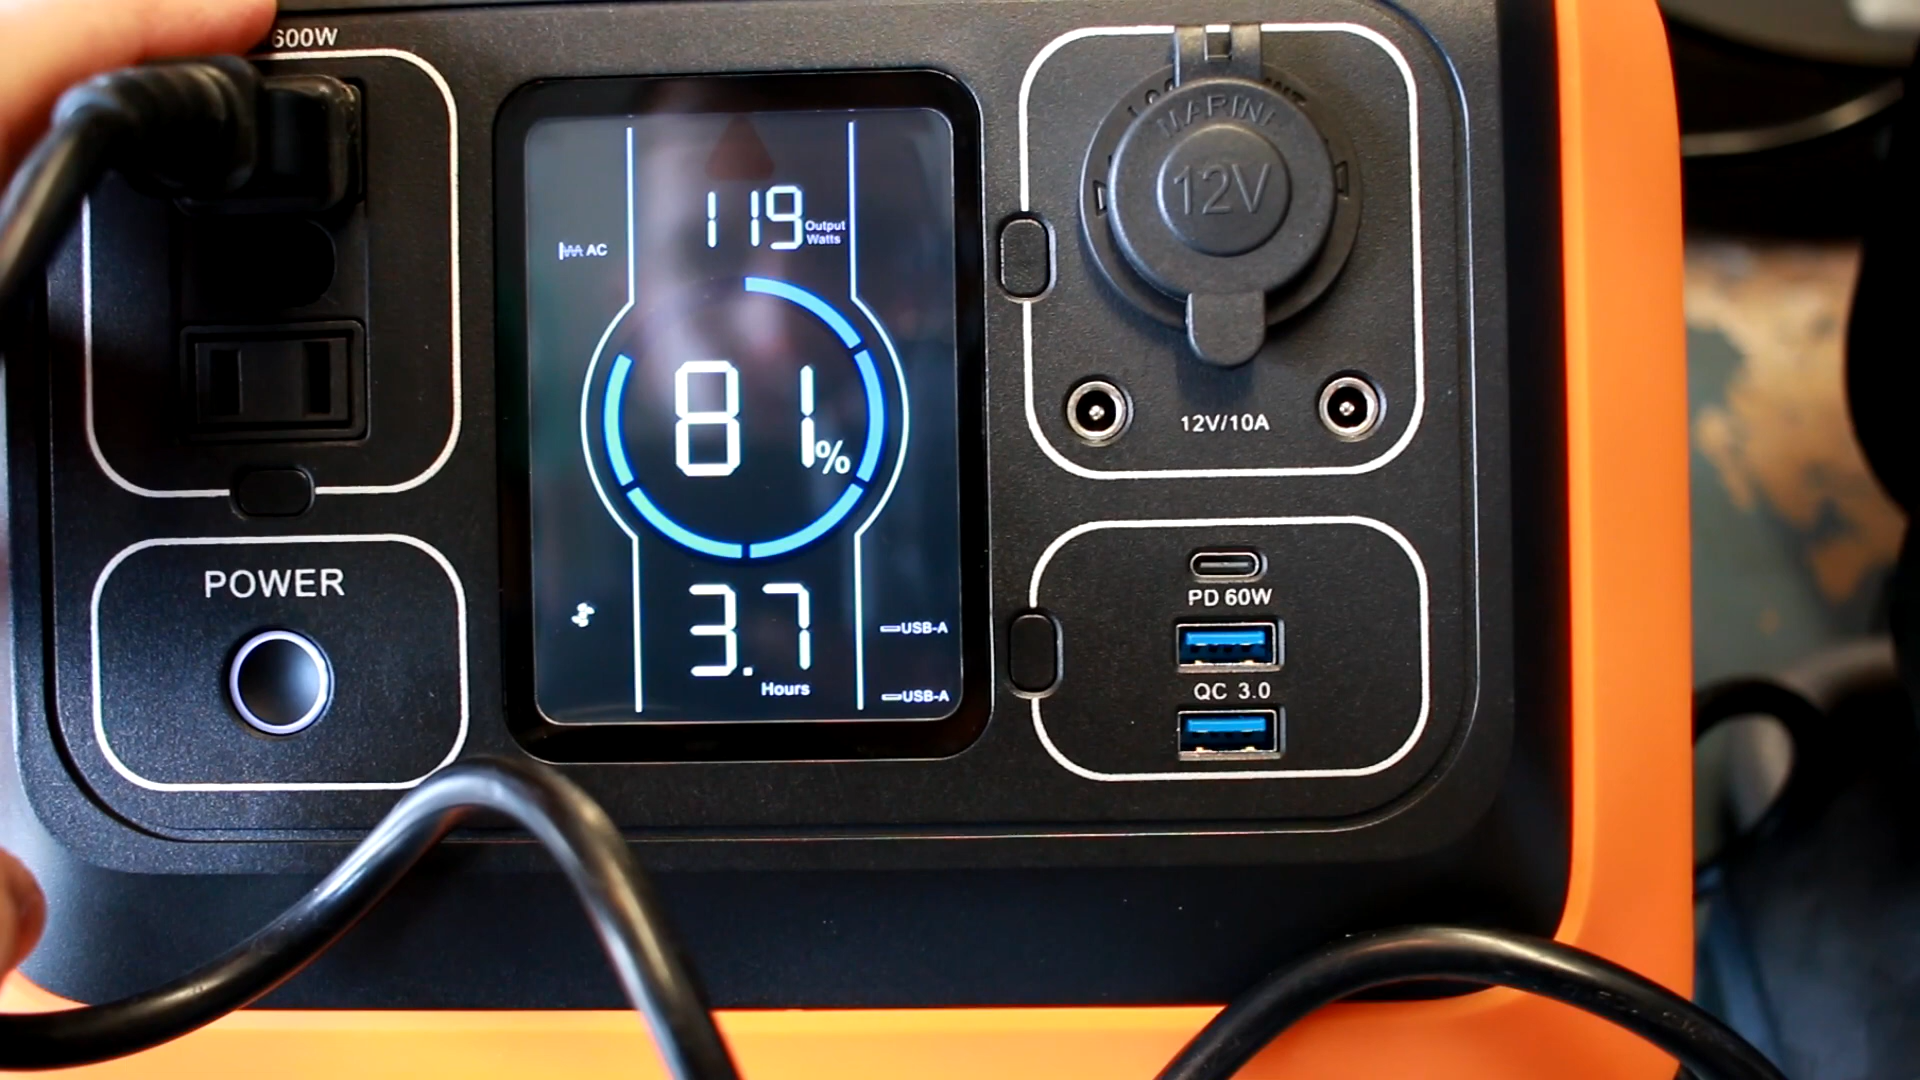 600W
119 Output Watts
AC
81%
3.7 Hours
USB-A
USB-A
POWER
MARINE
12V
12V/10A
PD 60W
QC 3.0